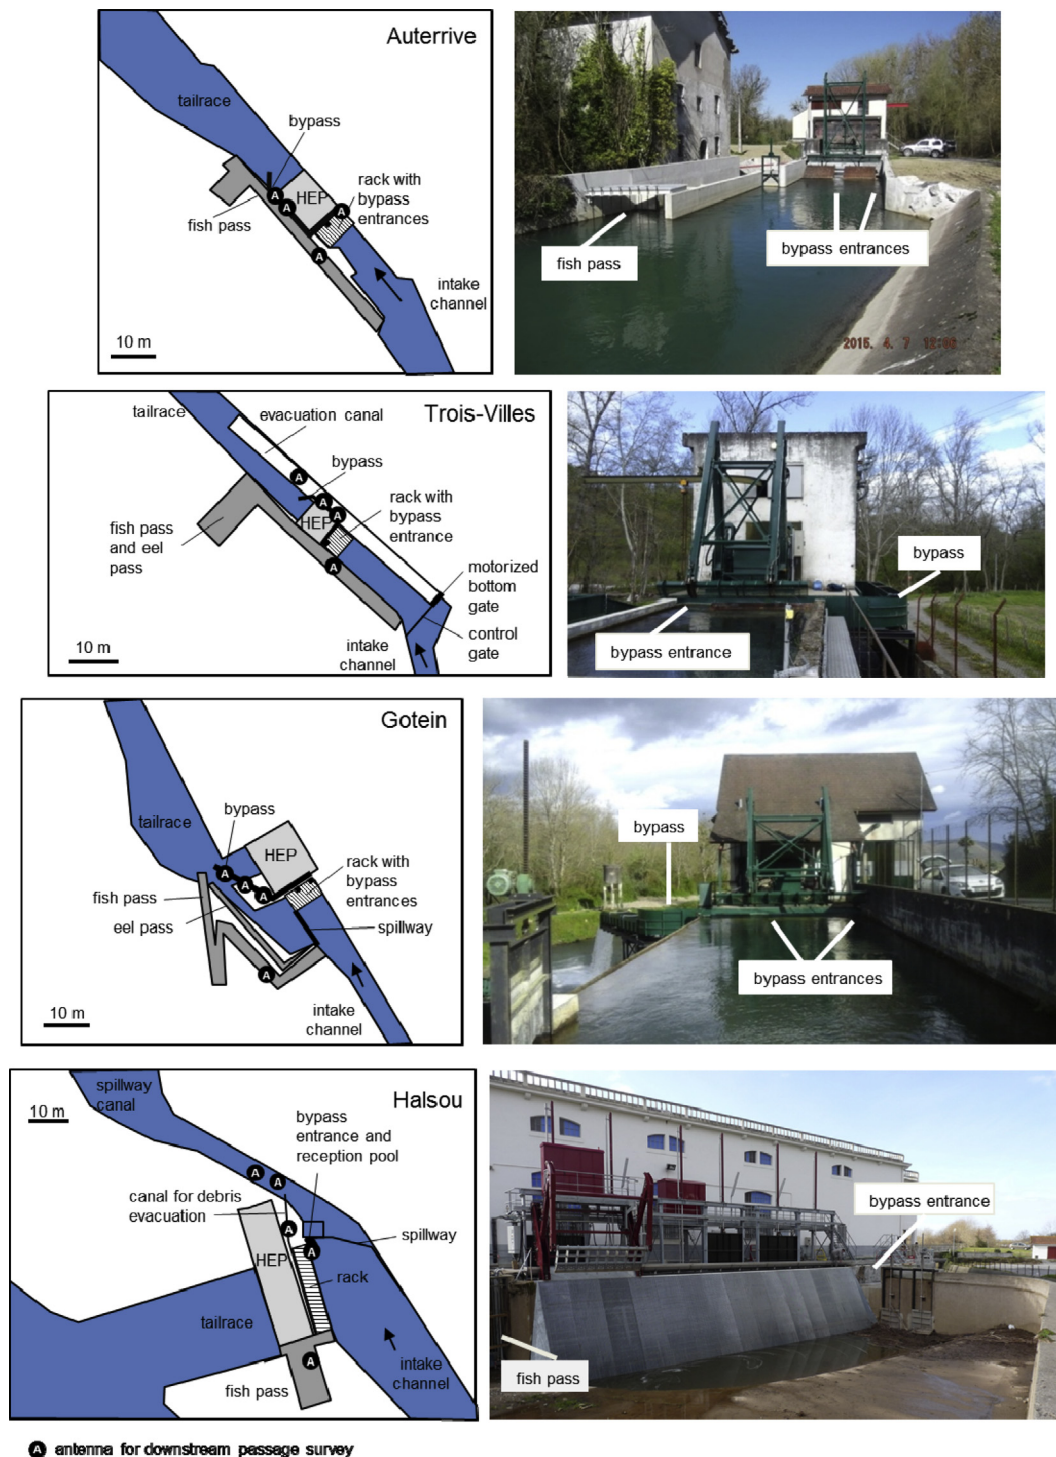 Auterrive
tailrace
bypass
HEP
rack with
bypass
entrances
fish pass
intake
channel
10 m
A
A
A
A
fish pass
bypass entrances
2015. 4. 7
Trois-Villes
tailrace
evacuation canal
bypass
rack with
bypass
entrance
HEP
fish pass
and eel
pass
motorized
bottom
gate
control
gate
intake
channel
10 m
A
A
A
A
bypass
bypass entrance
Gotein
tailrace
bypass
HEP
rack with
bypass
entrances
fish pass
eel pass
spillway
intake
channel
10 m
A
A
A
A
bypass
bypass entrances
Halsou
spillway
canal
10 m
bypass
entrance and
reception pool
canal for debris
evacuation
spillway
HEP
rack
tailrace
intake
channel
fish pass
A
A
A
A
A
bypass entrance
fish pass
A antenna for downstream passage survey